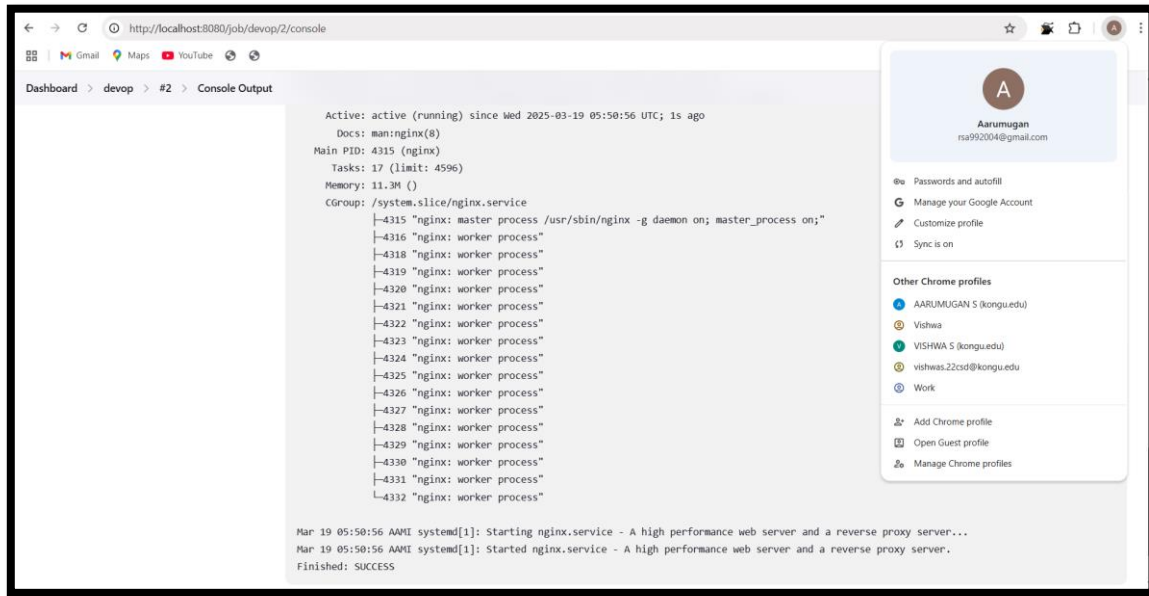 http://localhost:8080/job/devop/2/console
Gmail Maps YouTube
Dashboard > devop > #2 > Console Output
Active: active (running) since Wed 2025-03-19 05:50:56 UTC; 1s ago
Docs: man:nginx(8)
Main PID: 4315 (nginx)
Tasks: 17 (limit: 4596)
Memory: 11.3M ()
CGroup: /system.slice/nginx.service
├─4315 "nginx: master process /usr/sbin/nginx -g daemon on; master_process on;"
├─4316 "nginx: worker process"
├─4318 "nginx: worker process"
├─4319 "nginx: worker process"
├─4320 "nginx: worker process"
├─4321 "nginx: worker process"
├─4322 "nginx: worker process"
├─4323 "nginx: worker process"
├─4324 "nginx: worker process"
├─4325 "nginx: worker process"
├─4326 "nginx: worker process"
├─4327 "nginx: worker process"
├─4328 "nginx: worker process"
├─4329 "nginx: worker process"
├─4330 "nginx: worker process"
├─4331 "nginx: worker process"
└─4332 "nginx: worker process"
Mar 19 05:50:56 AAMI systemd[1]: Starting nginx.service - A high performance web server and a reverse proxy server...
Mar 19 05:50:56 AAMI systemd[1]: Started nginx.service - A high performance web server and a reverse proxy server.
Finished: SUCCESS
A
A
Aarumugan
rsa992004@gmail.com
Passwords and autofill
G Manage your Google Account
Customize profile
Sync is on
Other Chrome profiles
A AARUMUGAN S (kongu.edu)
Vishwa
V VISHWA S (kongu.edu)
vishwas.22csd@kongu.edu
Work
Add Chrome profile
Open Guest profile
Manage Chrome profiles